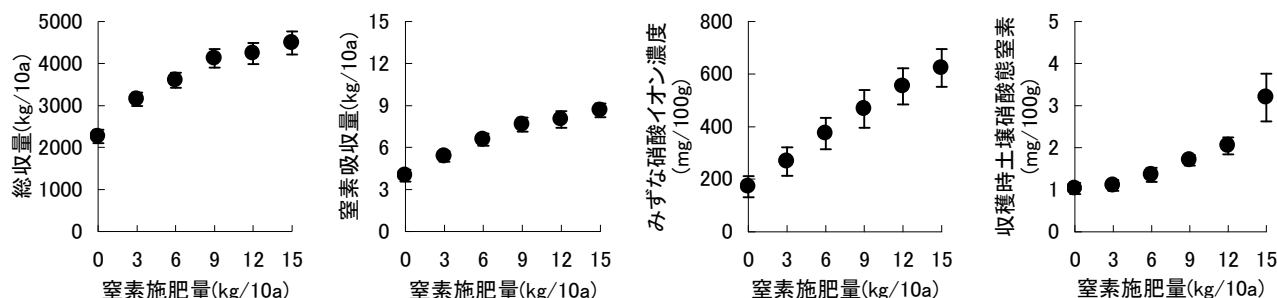 総収量(kg/10a)
5000
4000
3000
2000
1000
0
0 3 6 9 12 15
窒素施肥量(kg/10a)
窒素吸収量(kg/10a)
15
12
9
6
3
0
0 3 6 9 12 15
窒素施肥量(kg/10a)
みずな硝酸イオン濃度
(mg/100g)
800
600
400
200
0
0 3 6 9 12 15
窒素施肥量(kg/10a)
収穫時土壌硝酸態窒素
(mg/100g)
5
4
3
2
1
0
0 3 6 9 12 15
窒素施肥量(kg/10a)